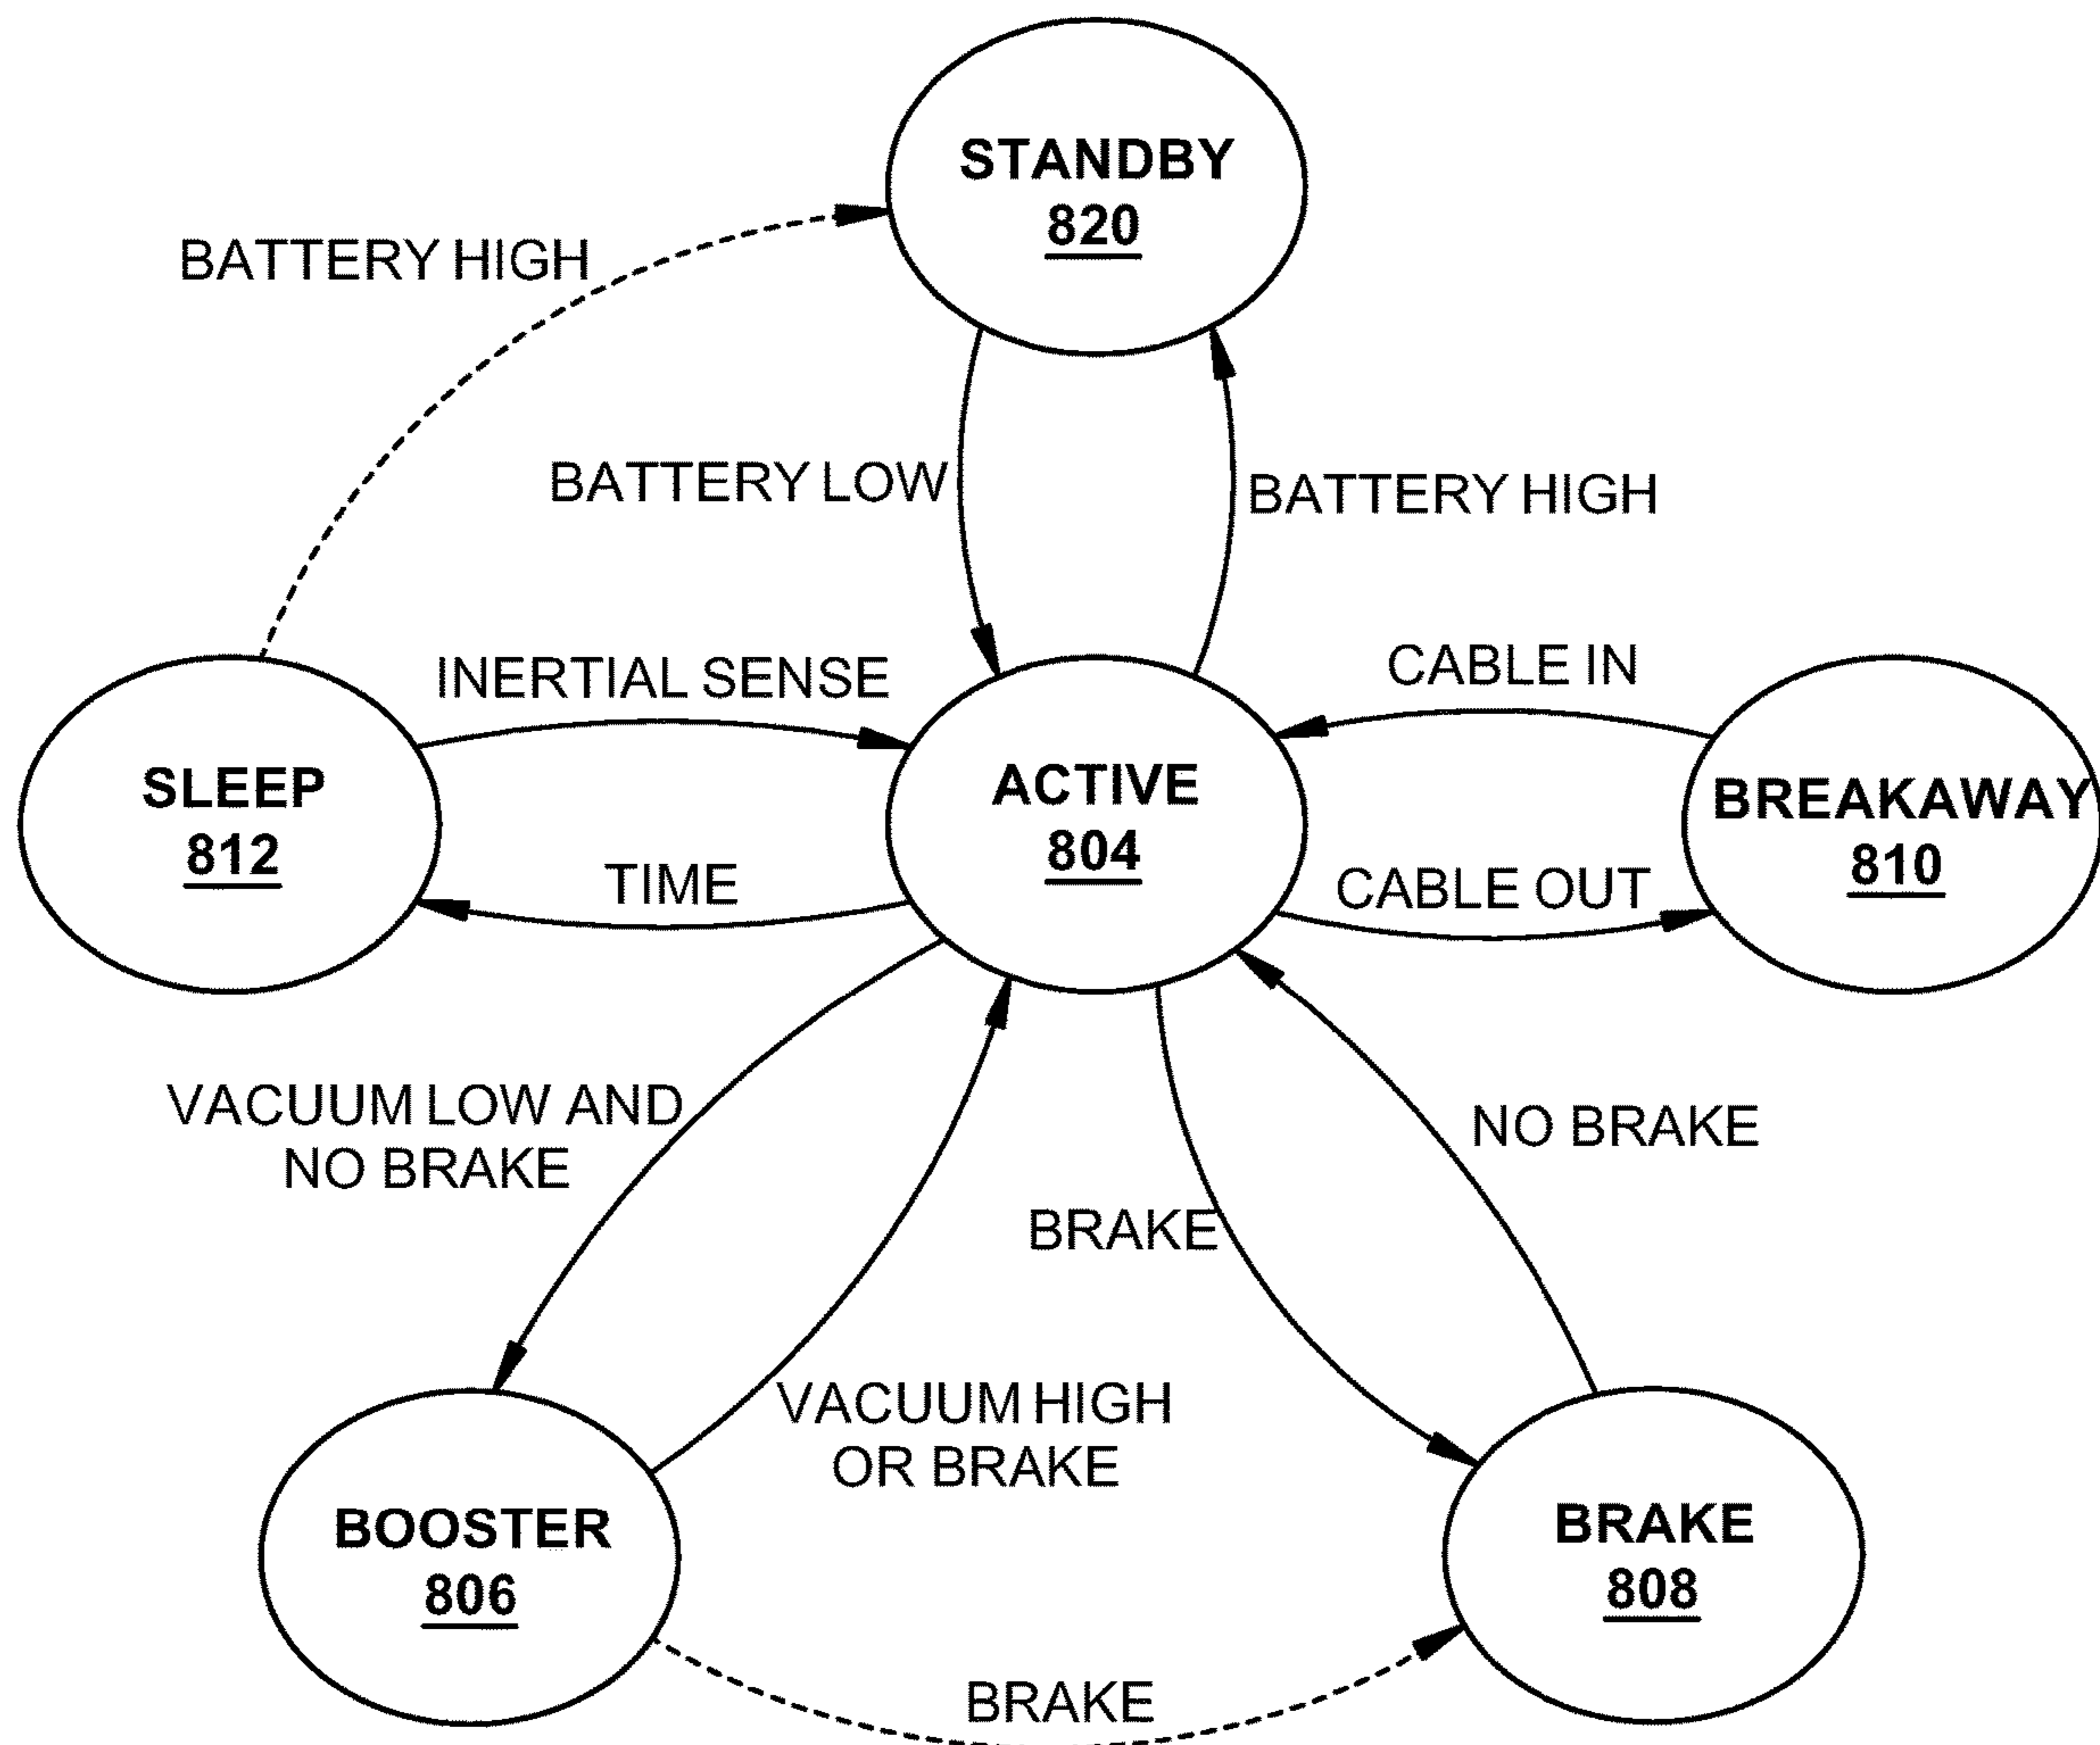 STANDBY
820
BATTERY HIGH
BATTERY LOW
BATTERY HIGH
INERTIAL SENSE
CABLE IN
SLEEP
812
ACTIVE
804
BREAKAWAY
810
TIME
CABLE OUT
VACUUM LOW AND
NO BRAKE
NO BRAKE
BRAKE
VACUUM HIGH
OR BRAKE
BOOSTER
806
BRAKE
808
BRAKE